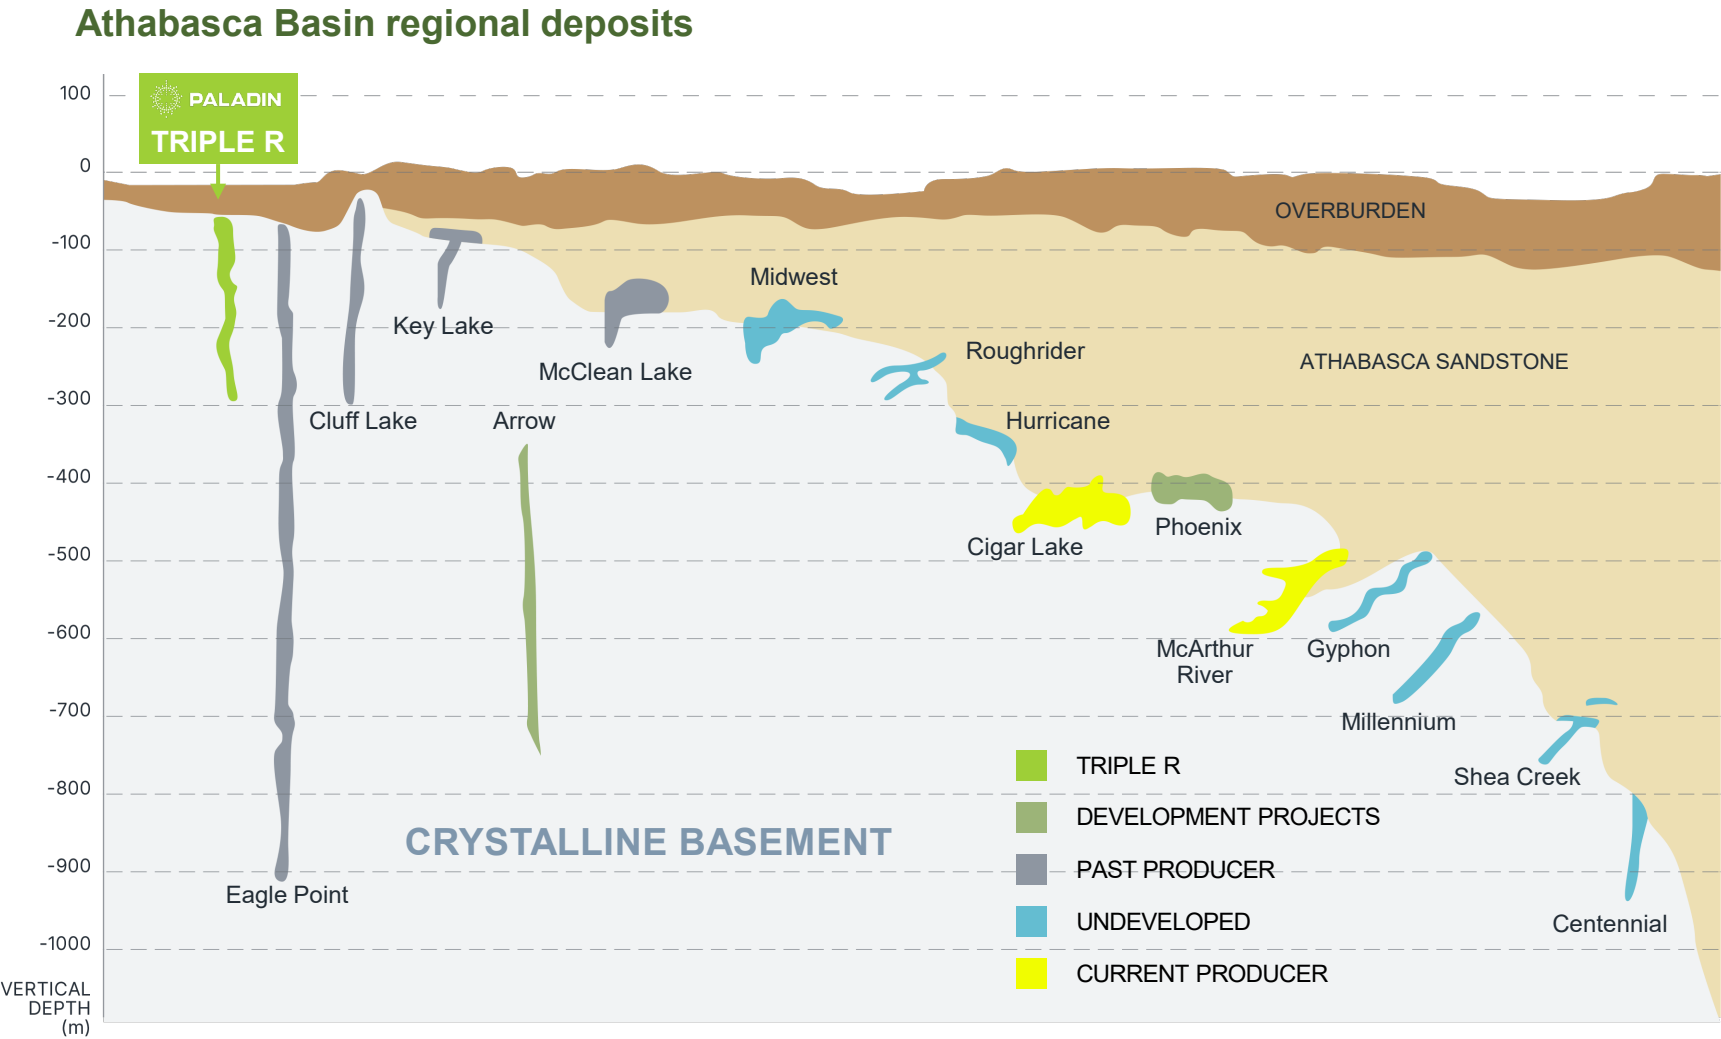 Athabasca Basin regional deposits
PALADIN
TRIPLE R
100
0
-100
-200
-300
-400
-500
-600
-700
-800
-900
-1000
VERTICAL
DEPTH
(m)
OVERBURDEN
ATHABASCA SANDSTONE
Midwest
Key Lake
McClean Lake
Roughrider
Cluff Lake
Arrow
Hurricane
Cigar Lake
Phoenix
McArthur
River
Gyphon
Millennium
Shea Creek
Eagle Point
Centennial
CRYSTALLINE BASEMENT
TRIPLE R
DEVELOPMENT PROJECTS
PAST PRODUCER
UNDEVELOPED
CURRENT PRODUCER